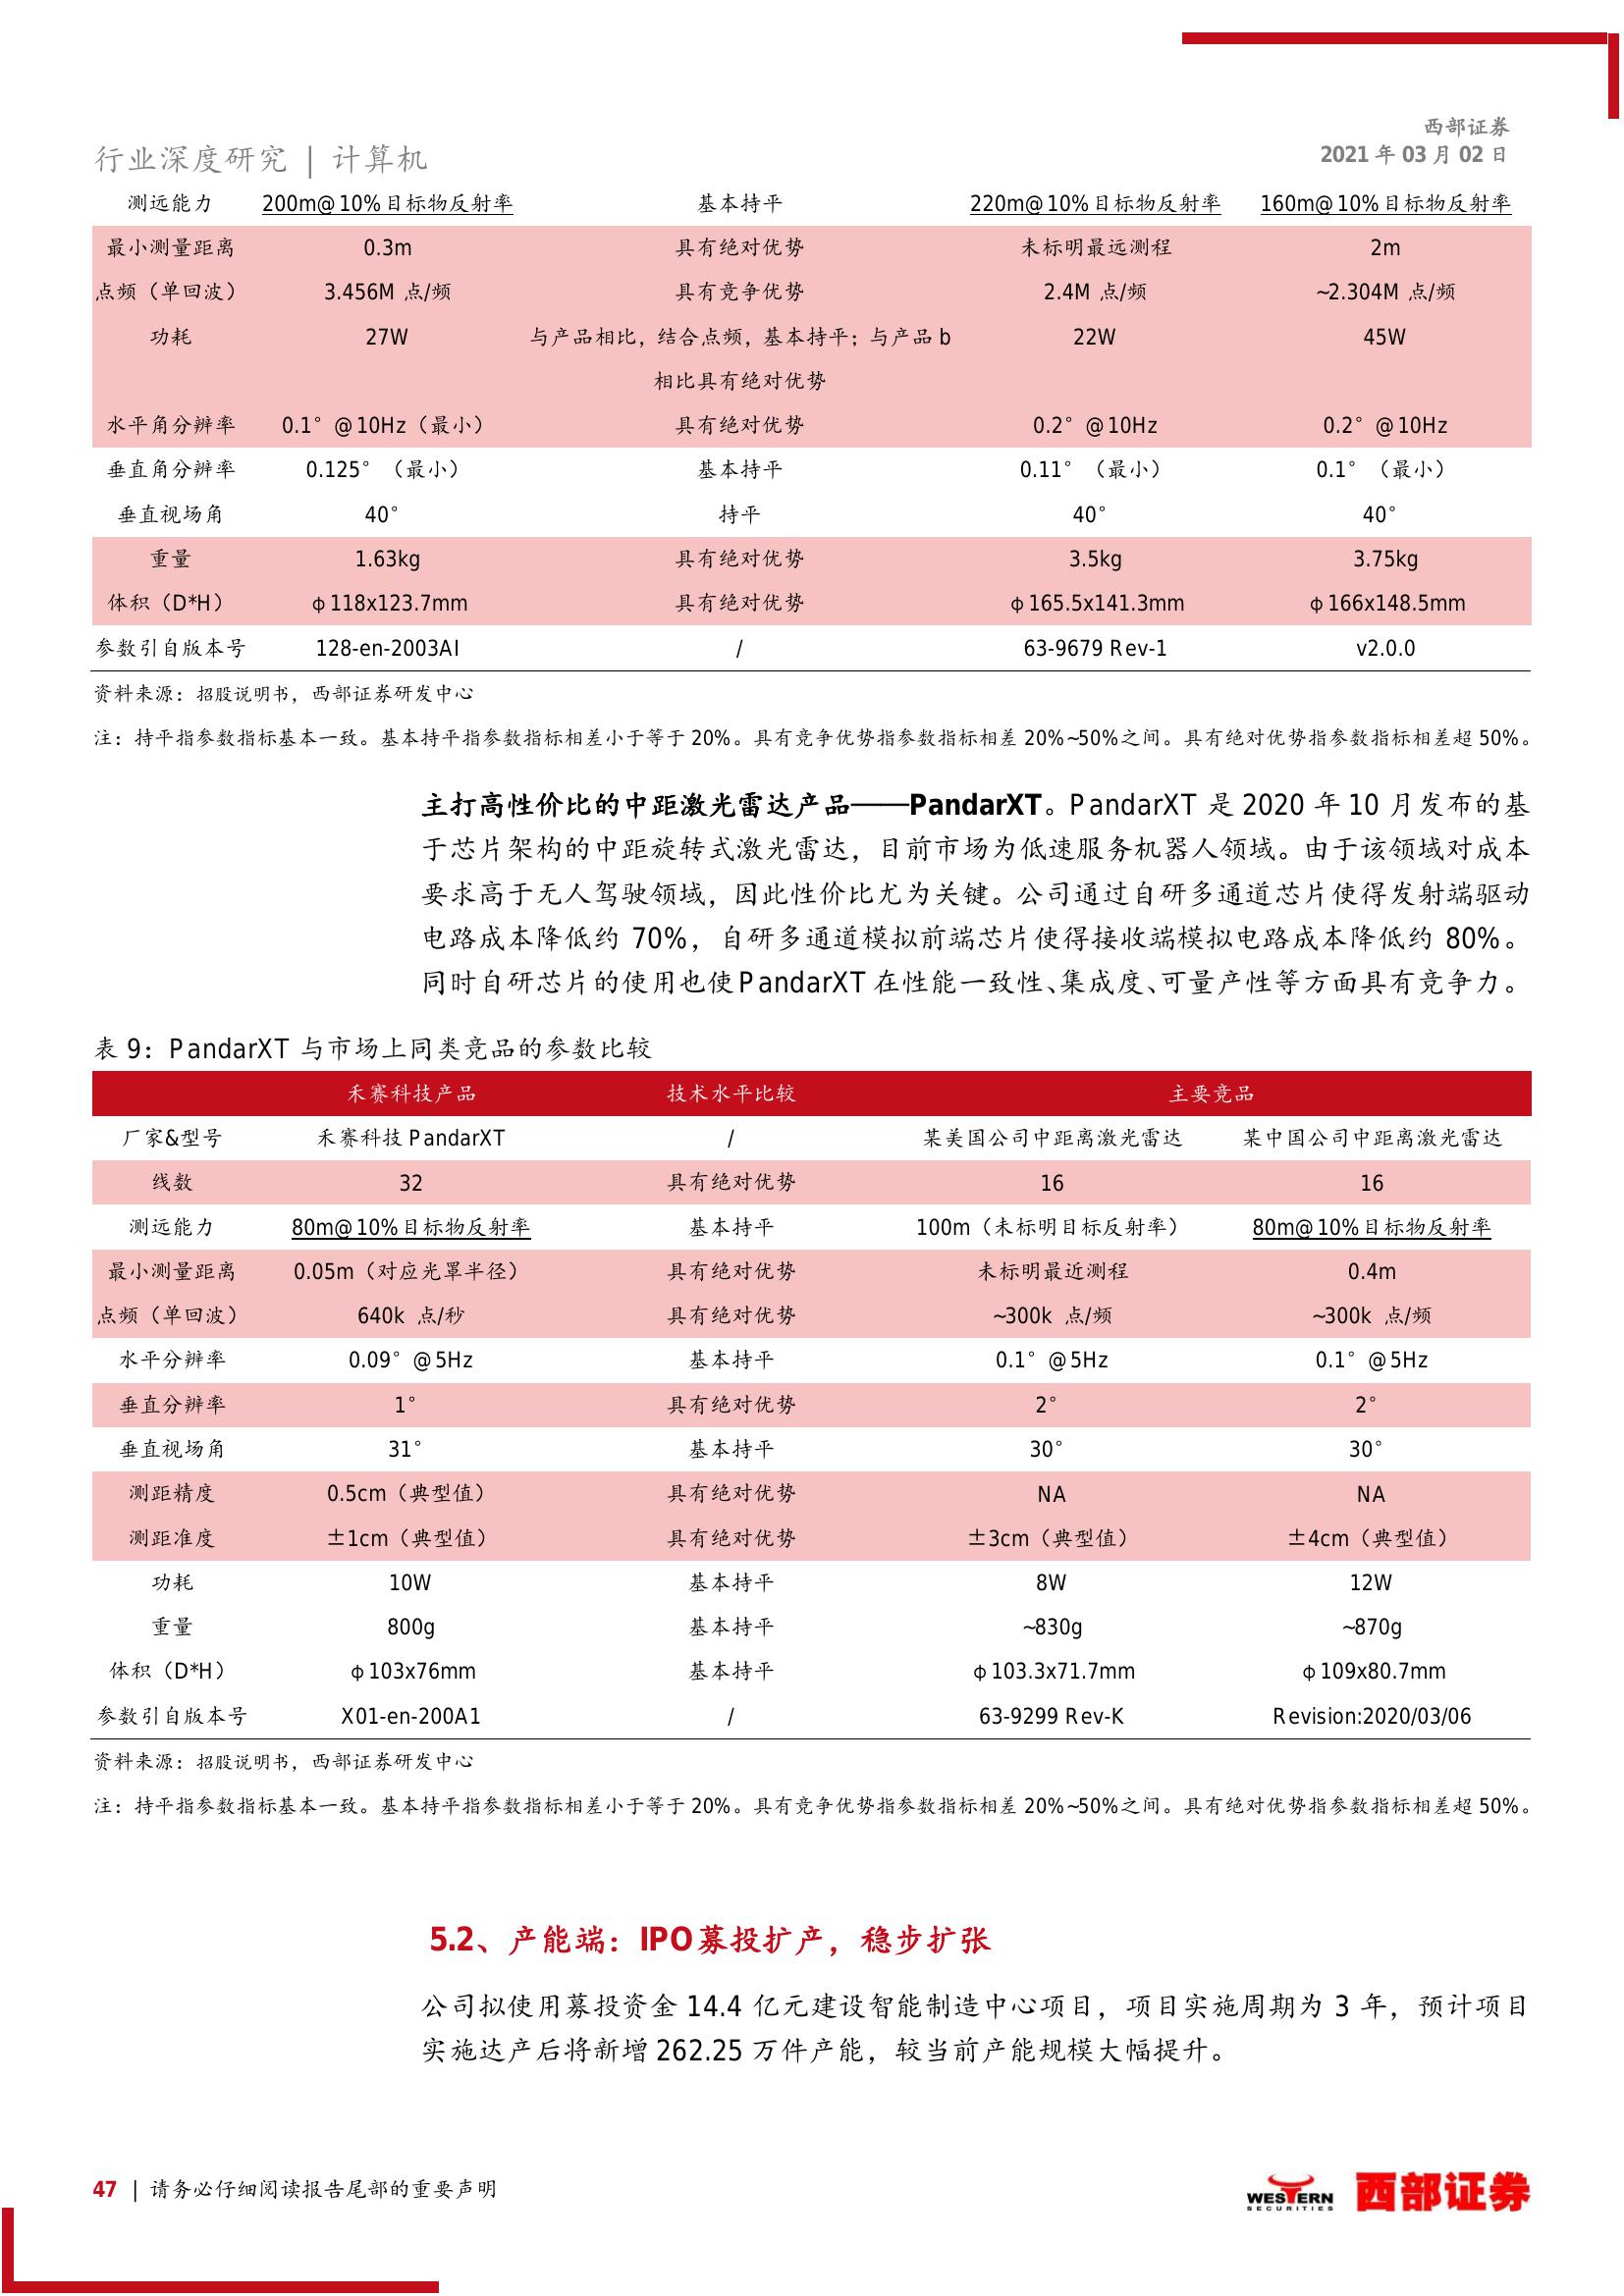 西部证券
行业深度研究 | 计算机
2021 年 03 月 02 日
测远能力 200m@10%目标物反射率 基本持平 220m@10%目标物反射率 160m@10%目标物反射率
最小测量距离 0.3m 具有绝对优势 未标明最远测程 2m
点频（单回波） 3.456M 点/频 具有竞争优势 2.4M 点/频 ~2.304M 点/频
功耗 27W 与产品相比，结合点频，基本持平；与产品 b 22W 45W
相比具有绝对优势
水平角分辨率 0.1°@10Hz（最小） 具有绝对优势 0.2°@10Hz 0.2°@10Hz
垂直角分辨率 0.125°（最小） 基本持平 0.11°（最小） 0.1°（最小）
垂直视场角 40° 持平 40° 40°
重量 1.63kg 具有绝对优势 3.5kg 3.75kg
体积（D*H） φ118x123.7mm 具有绝对优势 φ165.5x141.3mm φ166x148.5mm
参数引自版本号 128-en-2003AI / 63-9679 Rev-1 v2.0.0
资料来源：招股说明书，西部证券研发中心
注：持平指参数指标基本一致。基本持平指参数指标相差小于等于 20%。具有竞争优势指参数指标相差 20%~50%之间。具有绝对优势指参数指标相差超 50%。
主打高性价比的中距激光雷达产品——PandarXT。PandarXT 是 2020 年 10 月发布的基
于芯片架构的中距旋转式激光雷达，目前市场为低速服务机器人领域。由于该领域对成本
要求高于无人驾驶领域，因此性价比尤为关键。公司通过自研多通道芯片使得发射端驱动
电路成本降低约 70%，自研多通道模拟前端芯片使得接收端模拟电路成本降低约 80%。
同时自研芯片的使用也使 PandarXT 在性能一致性、集成度、可量产性等方面具有竞争力。
表 9：PandarXT 与市场上同类竞品的参数比较
禾赛科技产品 技术水平比较 主要竞品
厂家&型号 禾赛科技 PandarXT / 某美国公司中距离激光雷达 某中国公司中距离激光雷达
线数 32 具有绝对优势 16 16
测远能力 80m@10%目标物反射率 基本持平 100m（未标明目标反射率） 80m@10%目标物反射率
最小测量距离 0.05m（对应光罩半径） 具有绝对优势 未标明最近测程 0.4m
点频（单回波） 640k 点/秒 具有绝对优势 ~300k 点/频 ~300k 点/频
水平分辨率 0.09°@5Hz 基本持平 0.1°@5Hz 0.1°@5Hz
垂直分辨率 1° 具有绝对优势 2° 2°
垂直视场角 31° 基本持平 30° 30°
测距精度 0.5cm（典型值） 具有绝对优势 NA NA
测距准度 ±1cm（典型值） 具有绝对优势 ±3cm（典型值） ±4cm（典型值）
功耗 10W 基本持平 8W 12W
重量 800g 基本持平 ~830g ~870g
体积（D*H） φ103x76mm 基本持平 φ103.3x71.7mm φ109x80.7mm
参数引自版本号 X01-en-200A1 / 63-9299 Rev-K Revision:2020/03/06
资料来源：招股说明书，西部证券研发中心
注：持平指参数指标基本一致。基本持平指参数指标相差小于等于 20%。具有竞争优势指参数指标相差 20%~50%之间。具有绝对优势指参数指标相差超 50%。
5.2、产能端：IPO募投扩产，稳步扩张
公司拟使用募投资金 14.4 亿元建设智能制造中心项目，项目实施周期为 3 年，预计项目
实施达产后将新增 262.25 万件产能，较当前产能规模大幅提升。
47 | 请务必仔细阅读报告尾部的重要声明
WESTERN
SECURITIES
西部证券